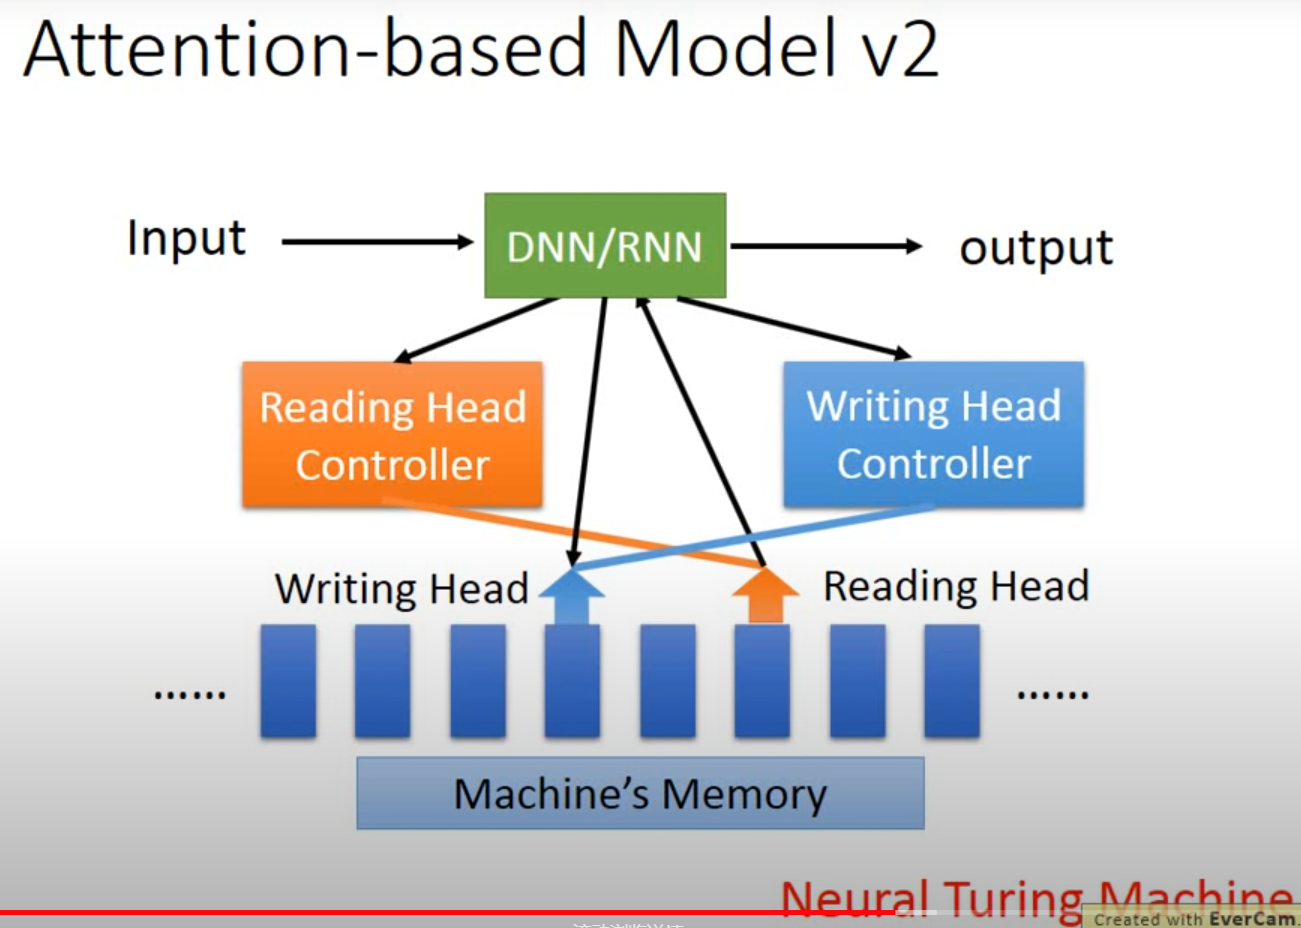 Attention-based Model v2
Input
DNN/RNN
output
Reading Head
Controller
Writing Head
Controller
Writing Head
Reading Head
……
……
Machine's Memory
Neural Turing Machine
Created with EverCam.